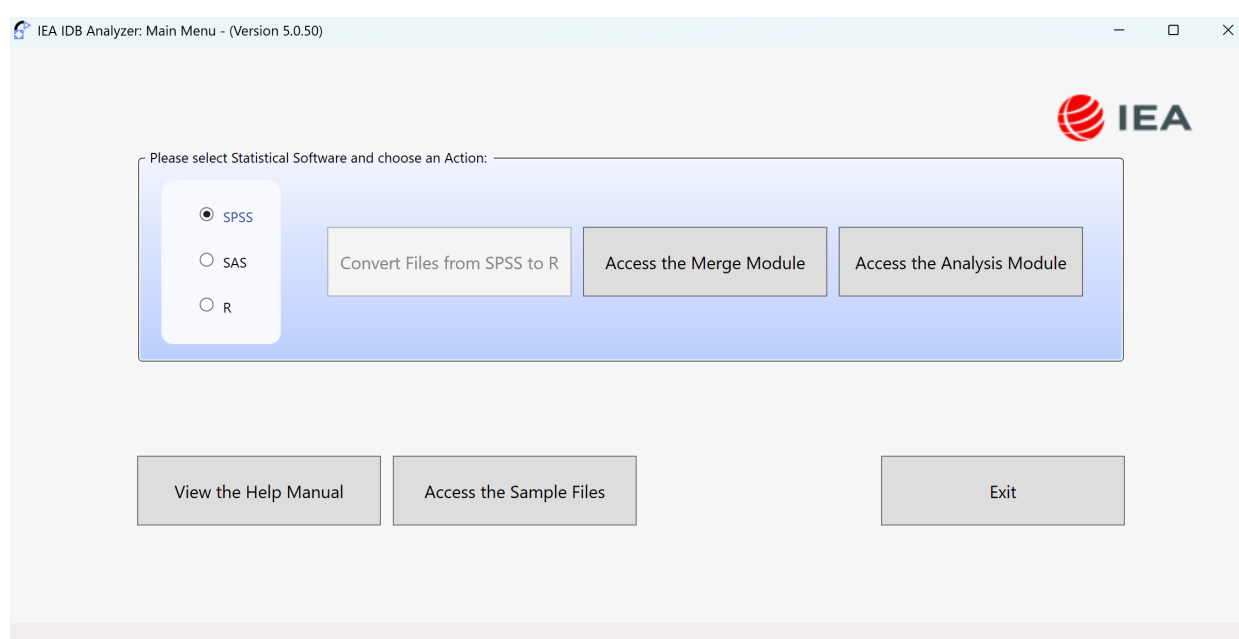 IEA IDB Analyzer: Main Menu - (Version 5.0.50)
IEA
Please select Statistical Software and choose an Action:
SPSS
SAS
R
Convert Files from SPSS to R
Access the Merge Module
Access the Analysis Module
View the Help Manual
Access the Sample Files
Exit